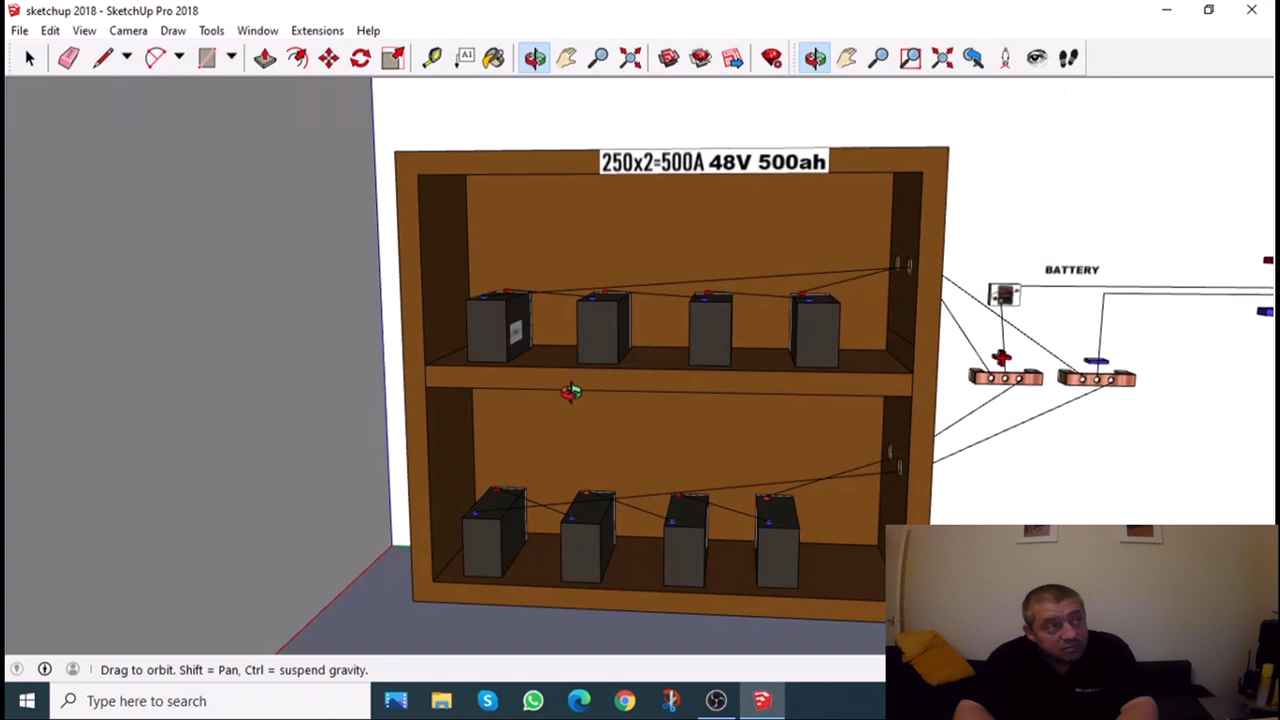 sketchup 2018 - SketchUp Pro 2018
File Edit View Camera Draw Tools Window Extensions Help
A1
250x2=500A 48V 500ah
BATTERY
Drag to orbit. Shift = Pan, Ctrl = suspend gravity.
Type here to search